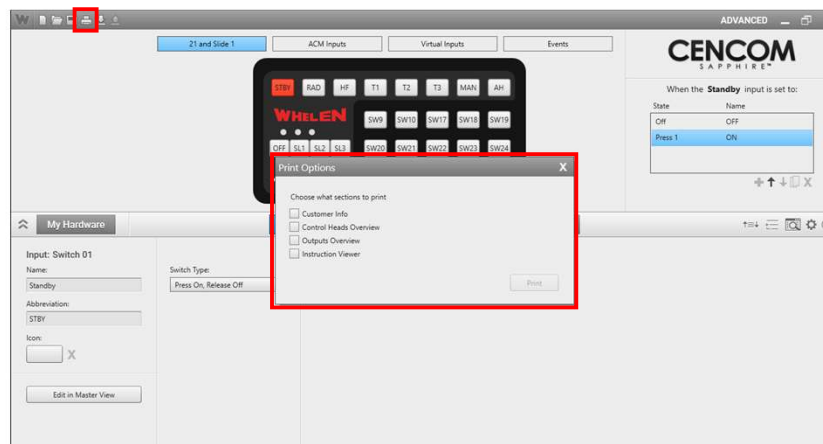 W
ADVANCED
21 and Slide 1
ACM Inputs
Virtual Inputs
Events
CENCOM
SAPPHIRE™
When the Standby input is set to:
State Name
Off OFF
Press 1 ON
X
STBY RAD HF T1 T2 T3 MAN AH
WHELEN
SW9 SW10 SW17 SW18 SW19
OFF SL1 SL2 SL3 SW20 SW21 SW22 SW23 SW24
Print Options X
Choose what sections to print
Customer Info
Control Heads Overview
Outputs Overview
Instruction Viewer
Print
My Hardware
Input: Switch 01
Name:
Standby
Abbreviation:
STBY
Icon:
X
Edit in Master View
Switch Type:
Press On, Release Off